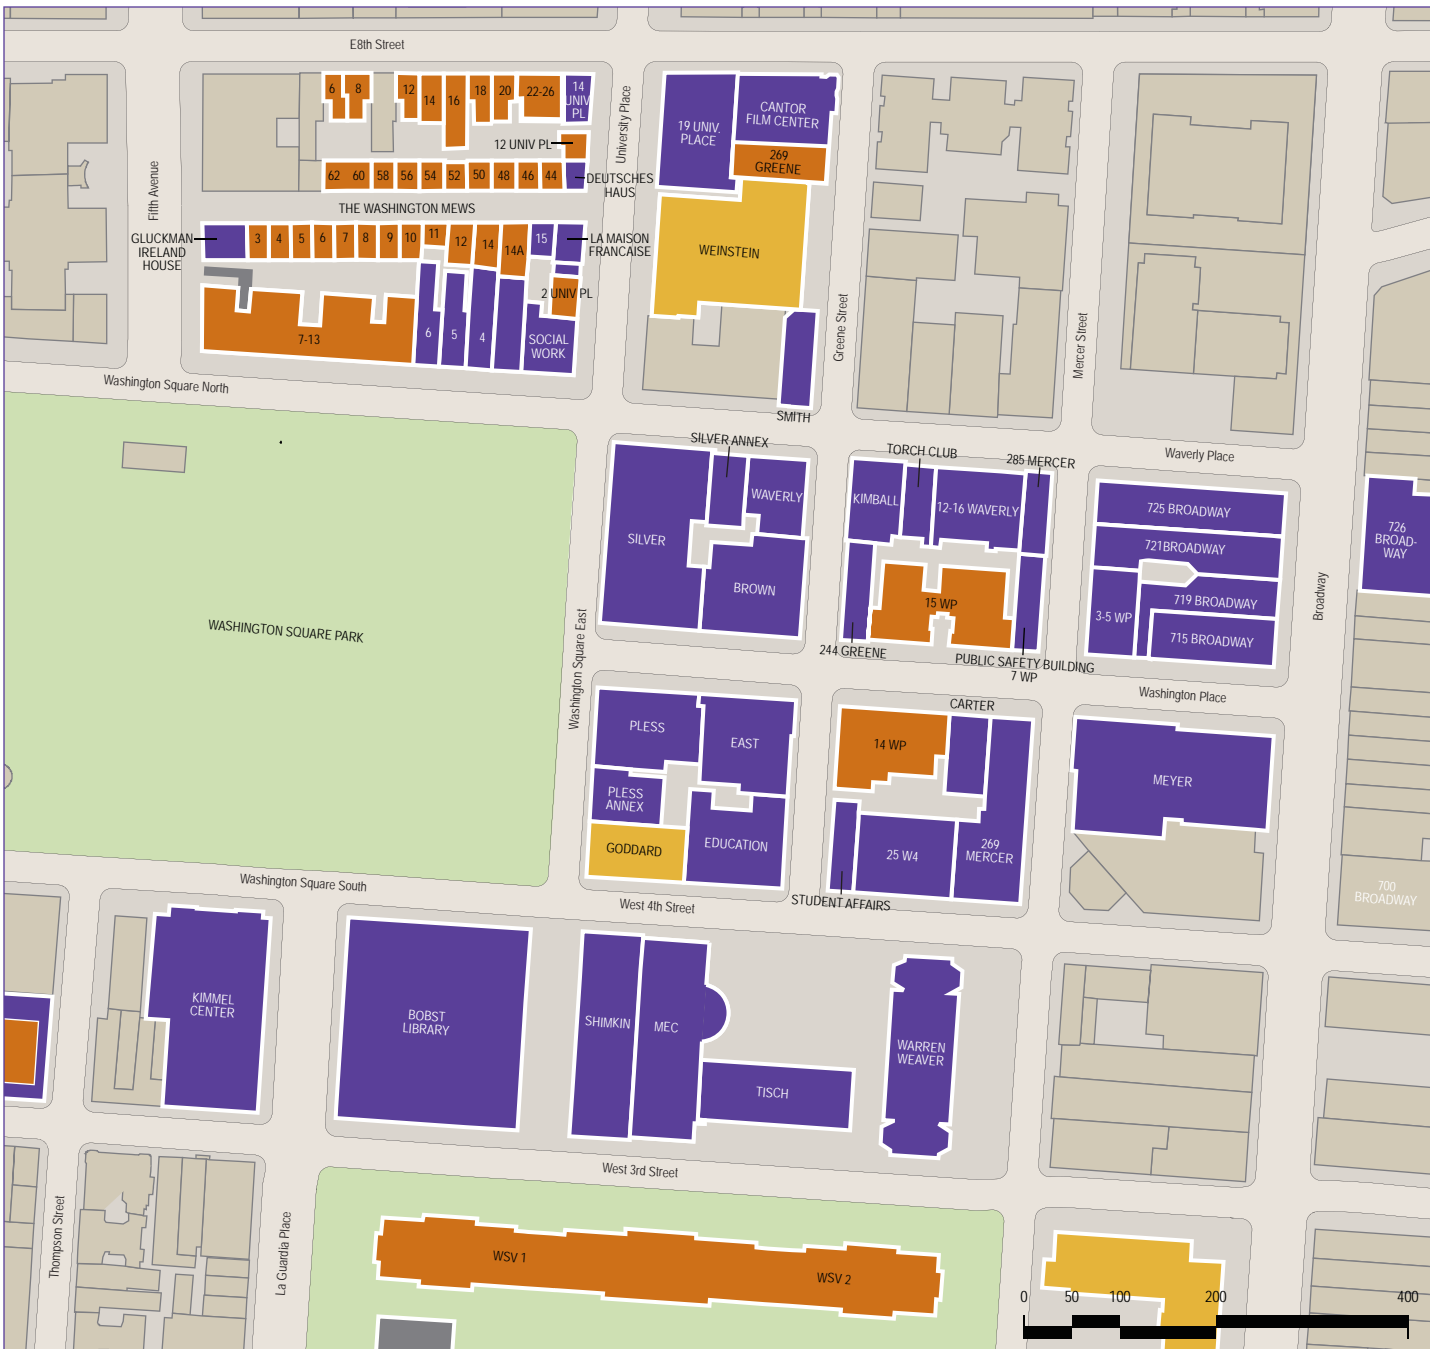 E8th Street
6
8
12
14
16
18
20
22-26
14
UNIV
PL
12 UNIV PL
62
60
58
56
54
52
50
48
46
44
DEUTSCHES
HAUS
THE WASHINGTON MEWS
GLUCKMAN
IRELAND
HOUSE
3
4
5
6
7
8
9
10
11
12
14
14A
15
LA MAISON
FRANCAISE
2 UNIV PL
7-13
6
5
4
SOCIAL
WORK
Fifth Avenue
University Place
19 UNIV.
PLACE
CANTOR
FILM CENTER
269
GREENE
WEINSTEIN
SMITH
Greene Street
Mercer Street
Washington Square North
Waverly Place
SILVER ANNEX
SILVER
WAVERLY
BROWN
TORCH CLUB
285 MERCER
KIMBALL
12-16 WAVERLY
15 WP
244 GREENE
PUBLIC SAFETY BUILDING
7 WP
725 BROADWAY
721BROADWAY
719 BROADWAY
3-5 WP
715 BROADWAY
726
BROAD-
WAY
Broadway
WASHINGTON SQUARE PARK
Washington Square East
Washington Place
PLESS
EAST
PLESS
ANNEX
GODDARD
EDUCATION
CARTER
14 WP
25 W4
269
MERCER
STUDENT AFFAIRS
MEYER
700
BROADWAY
Washington Square South
West 4th Street
KIMMEL
CENTER
BOBST
LIBRARY
SHIMKIN
MEC
TISCH
WARREN
WEAVER
West 3rd Street
Thompson Street
La Guardia Place
WSV 1
WSV 2
0
50
100
200
400